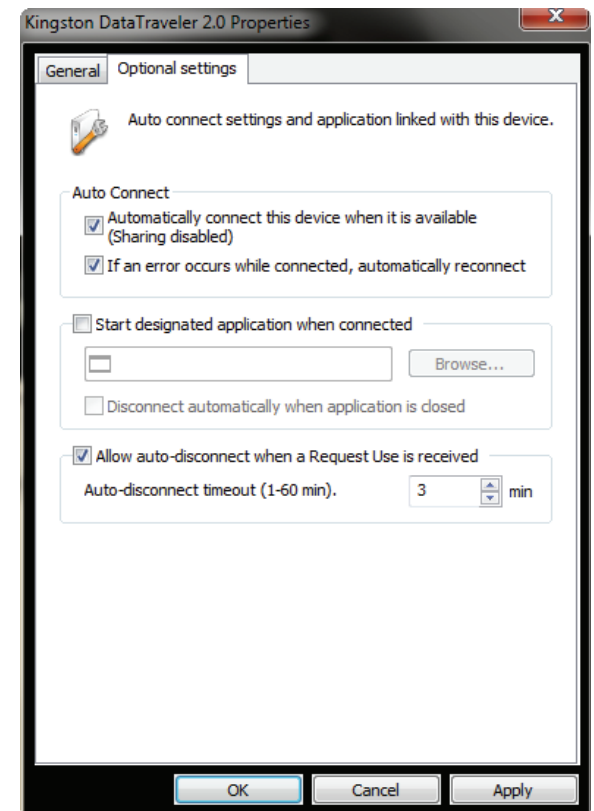 Kingston DataTraveler 2.0 Properties
General
Optional settings
Auto connect settings and application linked with this device.
Auto Connect
Automatically connect this device when it is available
(Sharing disabled)
If an error occurs while connected, automatically reconnect
Start designated application when connected
Browse...
Disconnect automatically when application is closed
Allow auto-disconnect when a Request Use is received
Auto-disconnect timeout (1-60 min).
3
min
OK
Cancel
Apply